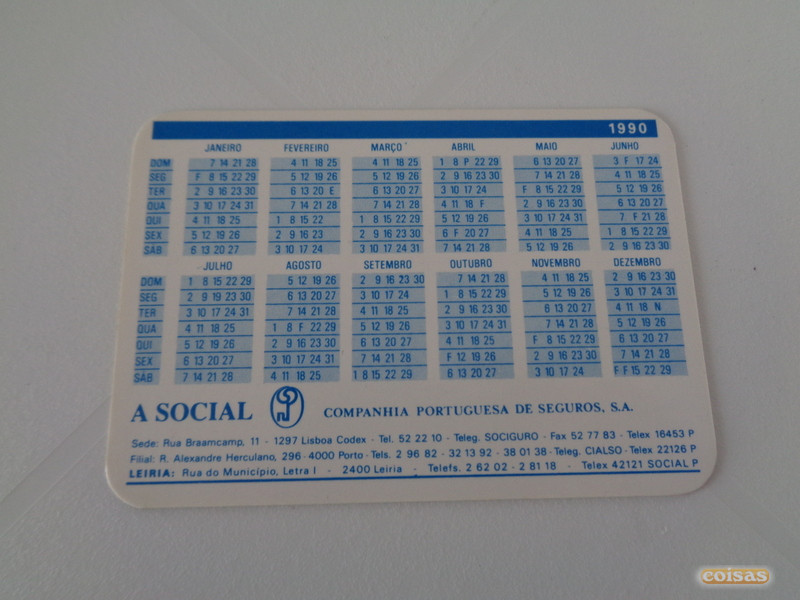 1990
JANEIRO FEVEREIRO MARÇO ABRIL MAIO JUNHO
DOM 7 14 21 28 4 11 18 25 4 11 18 25 1 8 P 22 29 6 13 20 27 3 F 17 24
SEG F 8 15 22 29 5 12 19 26 5 12 19 26 2 9 16 23 30 7 14 21 28 4 11 18 25
TER 2 9 16 23 30 6 13 20 E 6 13 20 27 3 10 17 24 F 8 15 22 29 5 12 19 26
QUA 3 10 17 24 31 7 14 21 28 7 14 21 28 4 11 18 F 2 9 16 23 30 6 13 20 27
QUI 4 11 18 25 1 8 15 22 1 8 15 22 29 5 12 19 26 3 10 17 24 31 7 F 21 28
SEX 5 12 19 26 2 9 16 23 2 9 16 23 30 6 F 20 27 4 11 18 25 1 8 15 22 29
SÁB 6 13 20 27 3 10 17 24 3 10 17 24 31 7 14 21 28 5 12 19 26 2 9 16 23 30
JULHO AGOSTO SETEMBRO OUTUBRO NOVEMBRO DEZEMBRO
DOM 1 8 15 22 29 5 12 19 26 2 9 16 23 30 7 14 21 28 4 11 18 25 2 9 16 23 30
SEG 2 9 19 23 30 6 13 20 27 3 10 17 24 1 8 15 22 29 5 12 19 26 3 10 17 24 31
TER 3 10 17 24 31 7 14 21 28 4 11 18 25 2 9 16 23 30 6 13 20 27 4 11 18 N
QUA 4 11 18 25 1 8 F 22 29 5 12 19 26 3 10 17 24 31 7 14 21 28 5 12 19 26
QUI 5 12 19 26 2 9 16 23 30 6 13 20 27 4 11 18 25 F 8 15 22 29 6 13 20 27
SEX 6 13 20 27 3 10 17 24 31 7 14 21 28 F 12 19 26 2 9 16 23 30 7 14 21 28
SÁB 7 14 21 28 4 11 18 25 1 8 15 22 29 6 13 20 27 3 10 17 24 F F 15 22 29
A SOCIAL COMPANHIA PORTUGUESA DE SEGUROS, S.A.
Sede: Rua Braamcamp, 11 - 1297 Lisboa Codex - Tel. 52 22 10 - Teleg. SOCIGURO - Fax 52 77 83 - Telex 16453 P
Filial: R. Alexandre Herculano, 296 - 4000 Porto - Tels. 2 96 82 - 32 13 92 - 38 01 38 - Teleg. CIALSO - Telex 22126 P
LEIRIA: Rua do Município, Letra I - 2400 Leiria - Telefs. 2 62 02 - 2 81 18 - Telex 42121 SOCIAL P
coisas